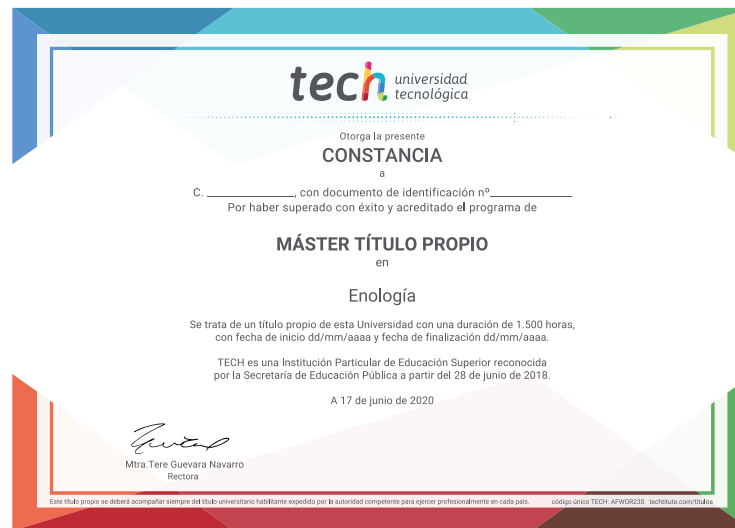 tech universidad
tecnológica
Otorga la presente
CONSTANCIA
a
C. ______________, con documento de identificación nº______________
Por haber superado con éxito y acreditado el programa de
MÁSTER TÍTULO PROPIO
en
Enología
Se trata de un título propio de esta Universidad con una duración de 1.500 horas,
con fecha de inicio dd/mm/aaaa y fecha de finalización dd/mm/aaaa.
TECH es una Institución Particular de Educación Superior reconocida
por la Secretaría de Educación Pública a partir del 28 de junio de 2018.
A 17 de junio de 2020
Mtra.Tere Guevara Navarro
Rectora
Este título propio se deberá acompañar siempre del título universitario habilitante expedido por la autoridad competente para ejercer profesionalmente en cada país. código único TECH: AFWOR23S techtitute.com/titulos